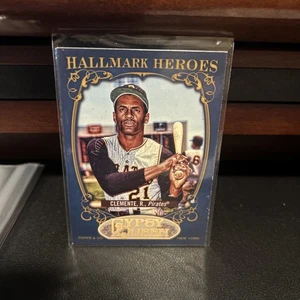 HALLMARK HEROES
21
CLEMENTE, R., Pirates
GYPSY
QUEEN